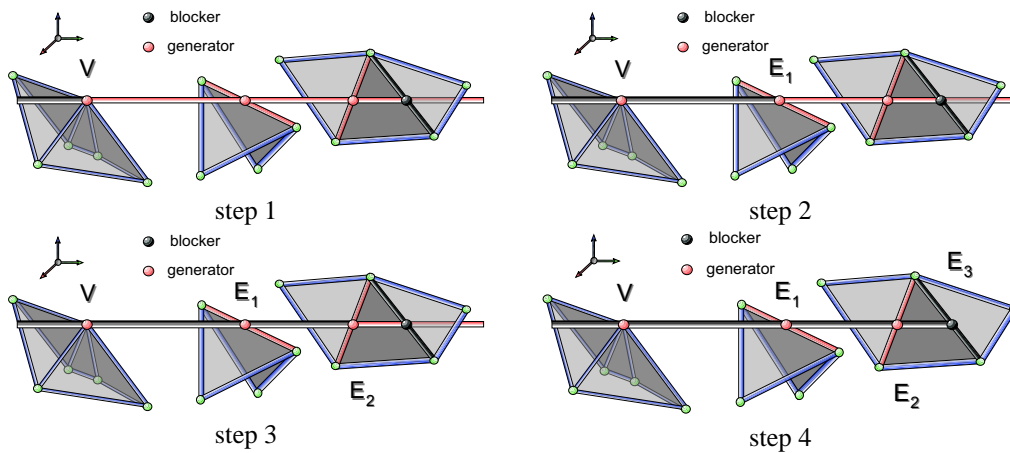 blocker
generator
V
step 1
blocker
generator
V
E1
step 2
blocker
generator
V
E1
E2
step 3
blocker
generator
V
E1
E3
E2
step 4